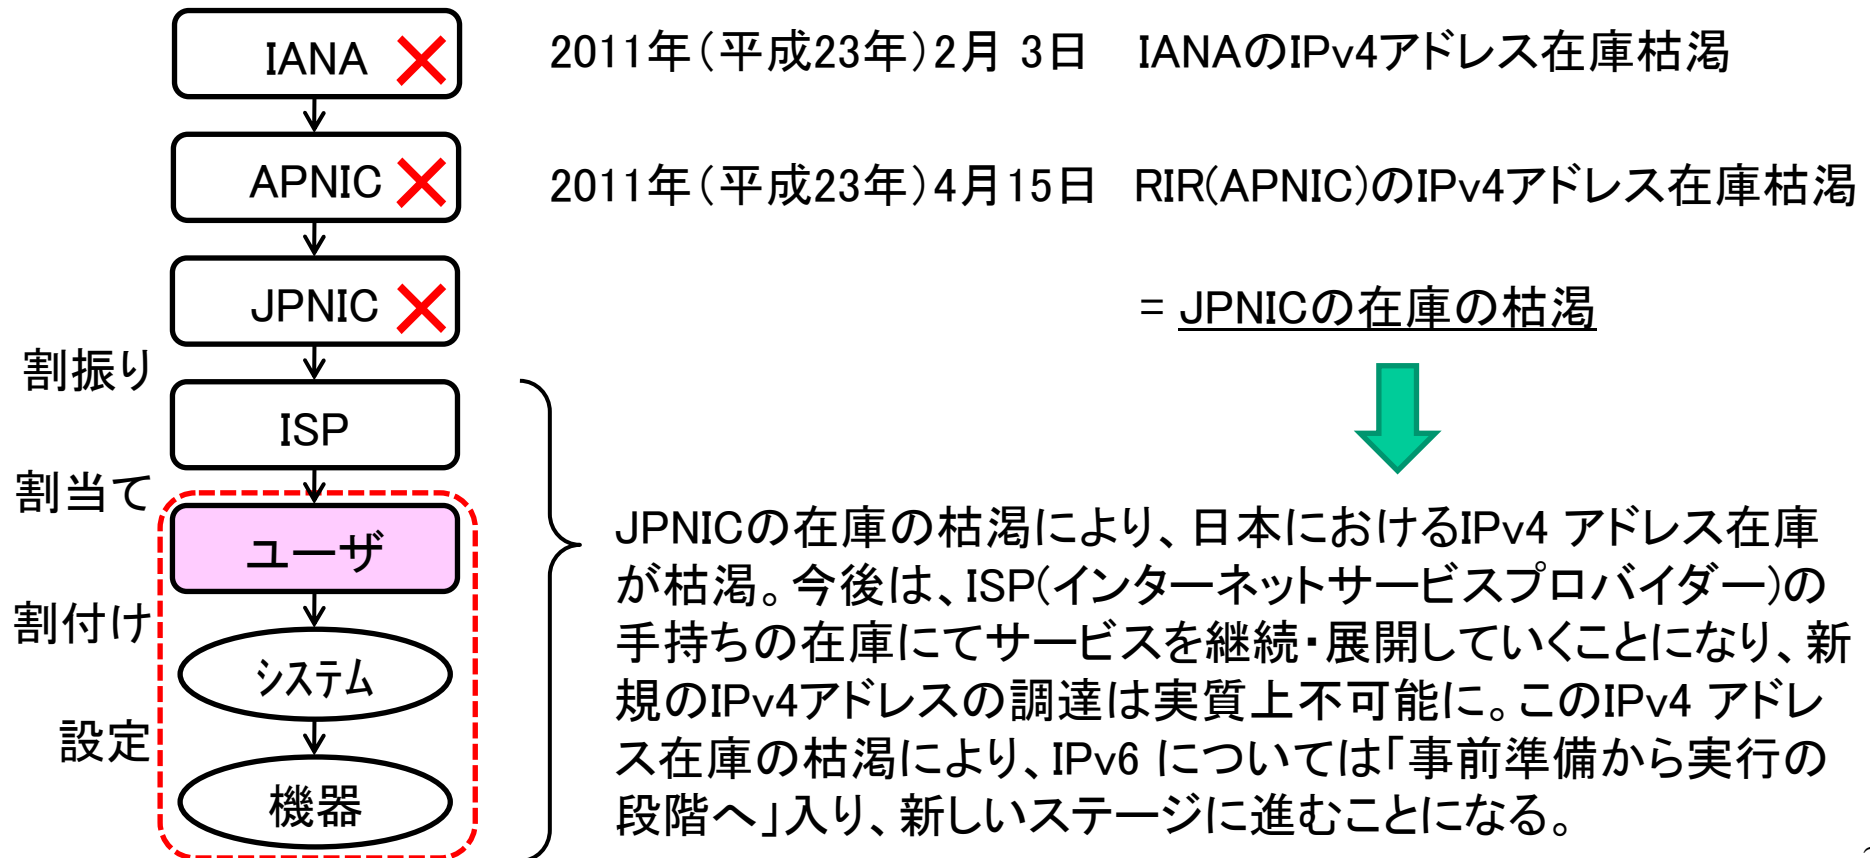 IANA
2011年(平成23年)2月 3日　IANAのIPv4アドレス在庫枯渇
APNIC
2011年(平成23年)4月15日　RIR(APNIC)のIPv4アドレス在庫枯渇
JPNIC
= JPNICの在庫の枯渇
割振り
ISP
割当て
ユーザ
割付け
システム
設定
機器
JPNICの在庫の枯渇により、日本におけるIPv4 アドレス在庫
が枯渇。今後は、ISP(インターネットサービスプロバイダー)の
手持ちの在庫にてサービスを継続・展開していくことになり、新
規のIPv4アドレスの調達は実質上不可能に。このIPv4 アドレ
ス在庫の枯渇により、IPv6 については「事前準備から実行の
段階へ」入り、新しいステージに進むことになる。